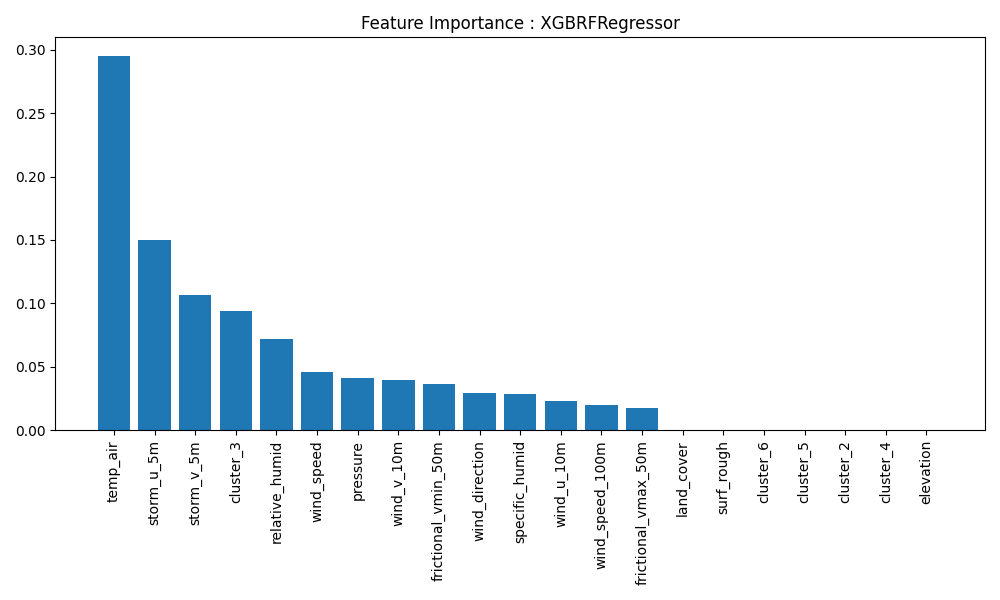 Feature Importance : XGBRFRegressor
0.30
0.25
0.20
0.15
0.10
0.05
0.00
temp_air
storm_u_5m
storm_v_5m
cluster_3
relative_humid
wind_speed
pressure
wind_v_10m
frictional_vmin_50m
wind_direction
specific_humid
wind_u_10m
wind_speed_100m
frictional_vmax_50m
land_cover
surf_rough
cluster_6
cluster_5
cluster_2
cluster_4
elevation